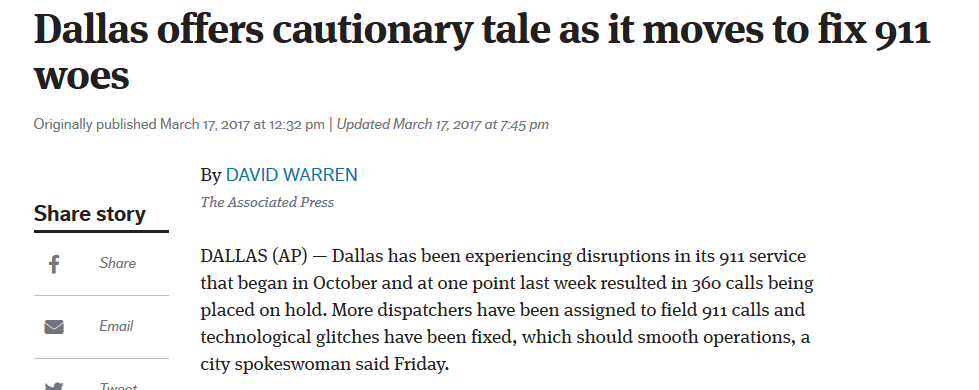 Dallas offers cautionary tale as it moves to fix 911
woes
Originally published March 17, 2017 at 12:32 pm | Updated March 17, 2017 at 7:45 pm
By DAVID WARREN
The Associated Press
Share story
Share
Email
Tweet
DALLAS (AP) — Dallas has been experiencing disruptions in its 911 service
that began in October and at one point last week resulted in 360 calls being
placed on hold. More dispatchers have been assigned to field 911 calls and
technological glitches have been fixed, which should smooth operations, a
city spokeswoman said Friday.